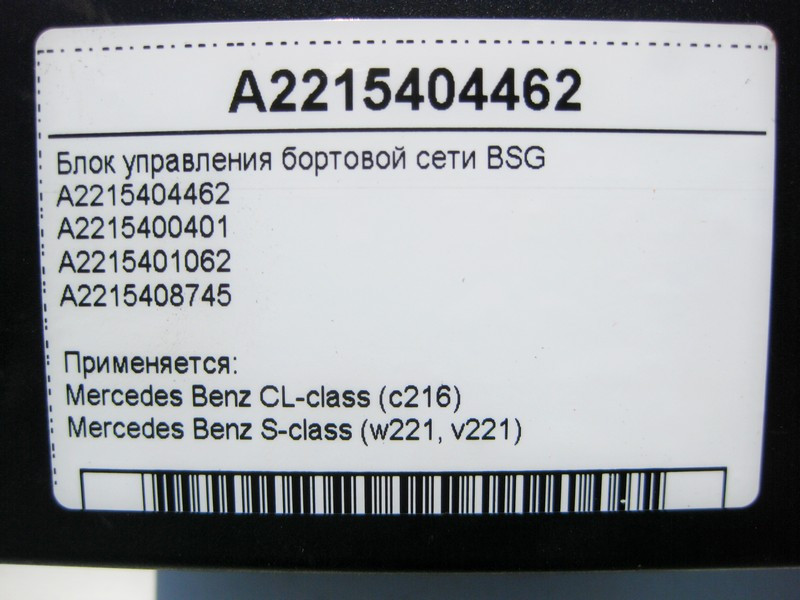 A2215404462
Блок управления бортовой сети BSG
A2215404462
A2215400401
A2215401062
A2215408745
Применяется:
Mercedes Benz CL-class (c216)
Mercedes Benz S-class (w221, v221)